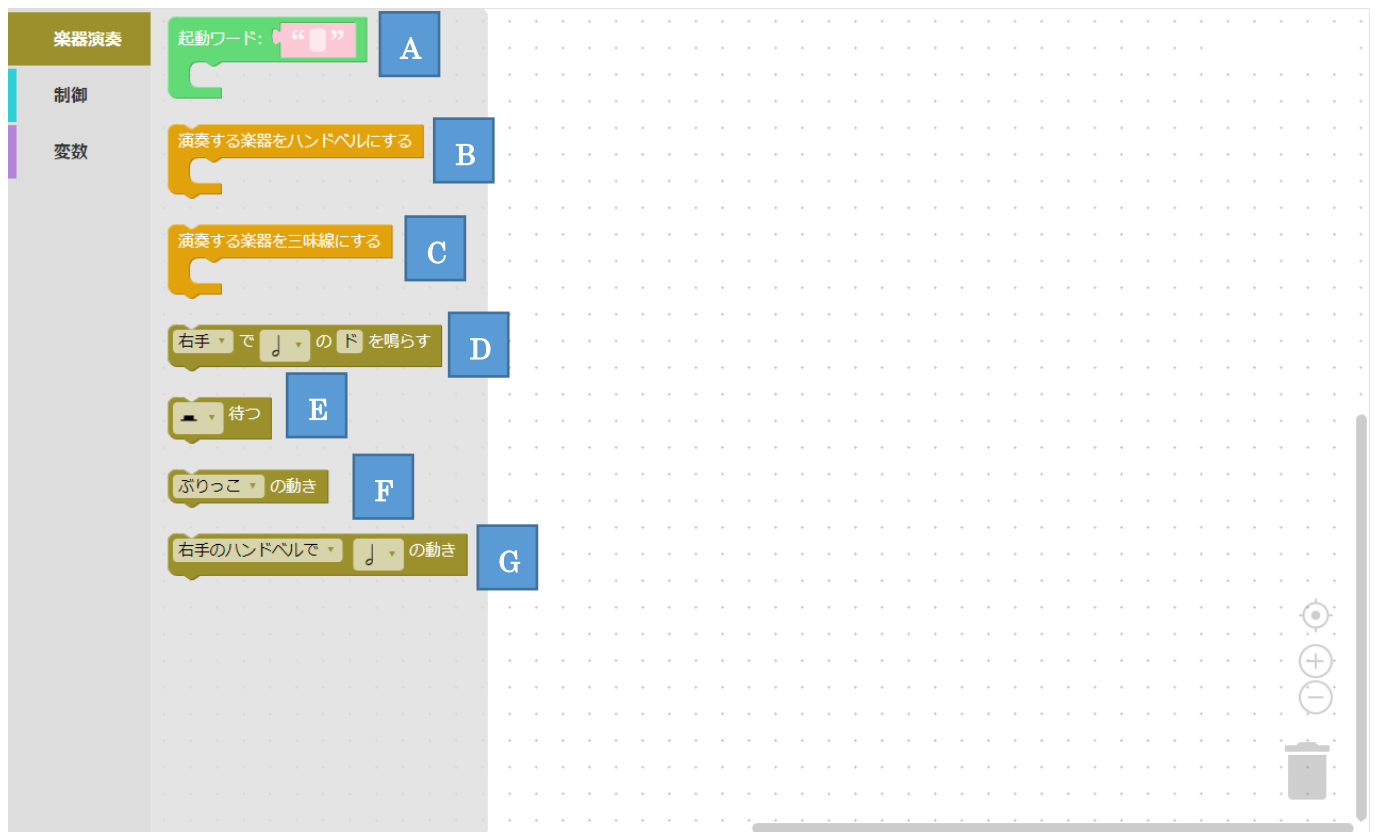 楽器演奏
制御
変数
起動ワード: “ ”
A
演奏する楽器をハンドベルにする
B
演奏する楽器を三味線にする
C
右手 で の ド を鳴らす
D
待つ
E
ぶりっこ の動き
F
右手のハンドベルで の動き
G